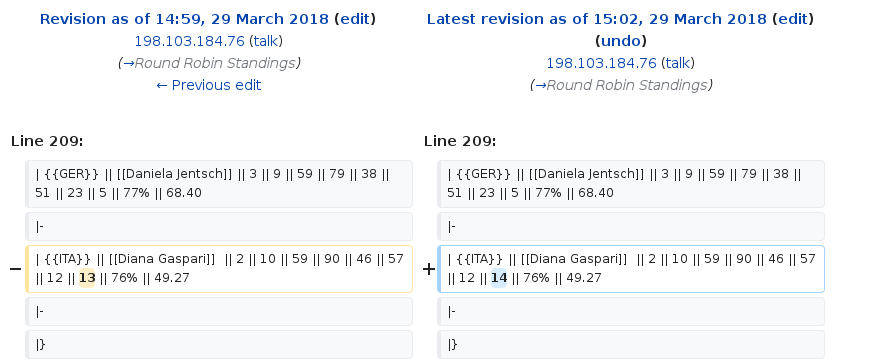 Revision as of 14:59, 29 March 2018 (edit)
198.103.184.76 (talk)
(→Round Robin Standings)
← Previous edit
Latest revision as of 15:02, 29 March 2018 (edit)
(undo)
198.103.184.76 (talk)
(→Round Robin Standings)
Line 209:
Line 209:
| {{GER}} || [[Daniela Jentsch]] || 3 || 9 || 59 || 79 || 38 ||
51 || 23 || 5 || 77% || 68.40
| {{GER}} || [[Daniela Jentsch]] || 3 || 9 || 59 || 79 || 38 ||
51 || 23 || 5 || 77% || 68.40
|-
|-
− | {{ITA}} || [[Diana Gaspari]]  || 2 || 10 || 59 || 90 || 46 || 57
|| 12 || 13 || 76% || 49.27
+ | {{ITA}} || [[Diana Gaspari]]  || 2 || 10 || 59 || 90 || 46 || 57
|| 12 || 14 || 76% || 49.27
|-
|-
|}
|}